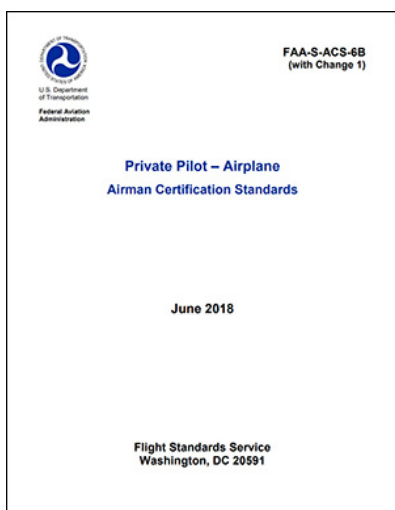 FAA-S-ACS-6B
(with Change 1)
U.S. Department
of Transportation
Federal Aviation
Administration
Private Pilot – Airplane
Airman Certification Standards
June 2018
Flight Standards Service
Washington, DC 20591